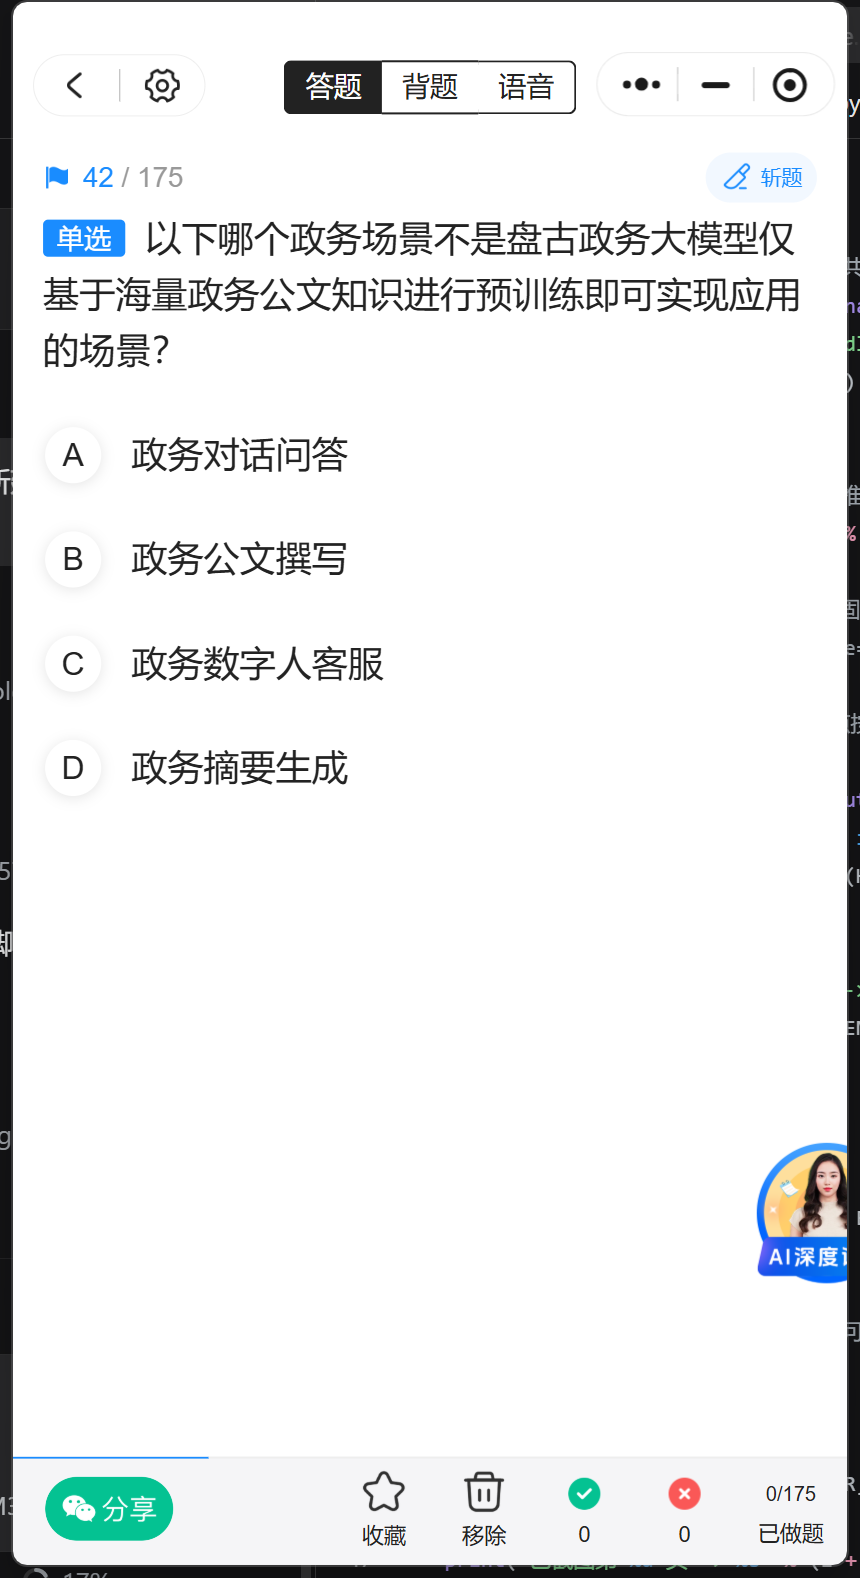 答题
背题
语音
42 / 175
斩题
单选 以下哪个政务场景不是盘古政务大模型仅
基于海量政务公文知识进行预训练即可实现应用
的场景?
A 政务对话问答
B 政务公文撰写
C 政务数字人客服
D 政务摘要生成
AI深度
分享
收藏
移除
0
0
0/175
已做题
17%